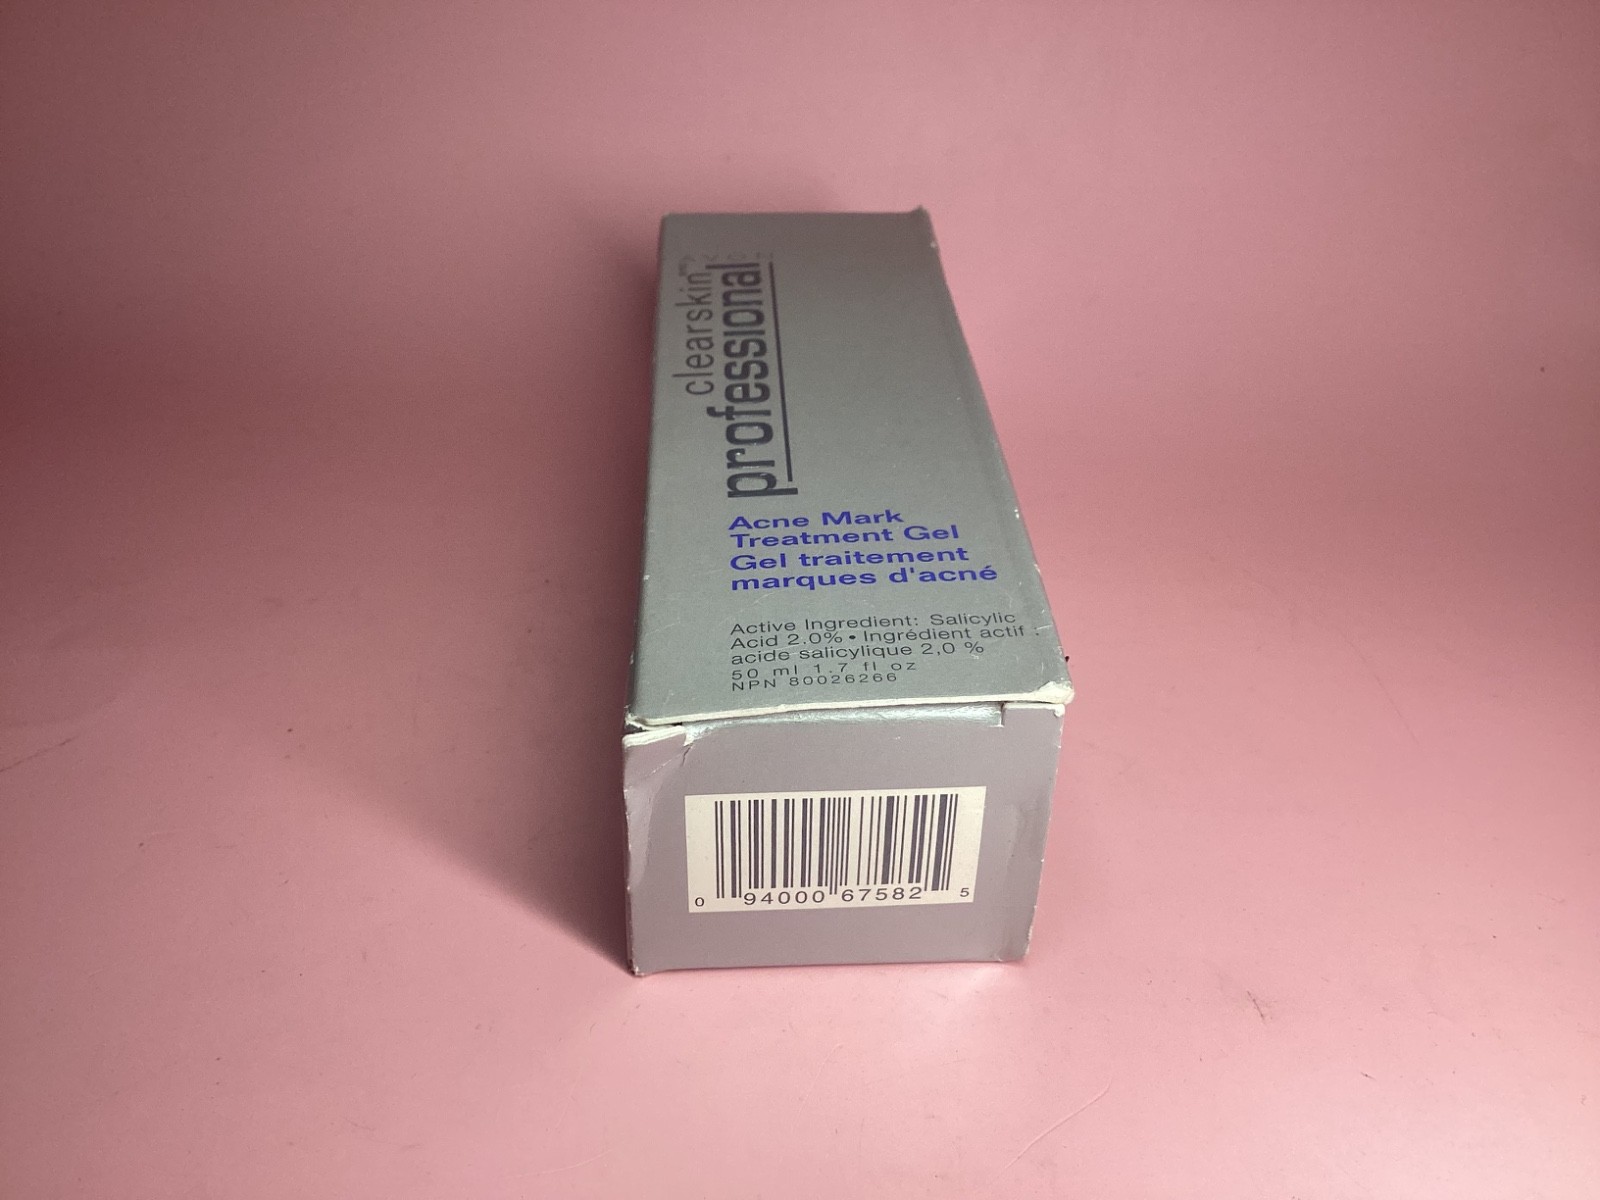 clearskin
professional
Acne Mark
Treatment Gel
Gel traitement
marques d'acné
Active Ingredient: Salicylic
Acid 2.0% • Ingrédient actif :
acide salicylique 2,0 %
50 ml 1.7 fl oz
NPN 80026266
0 94000 67582 5